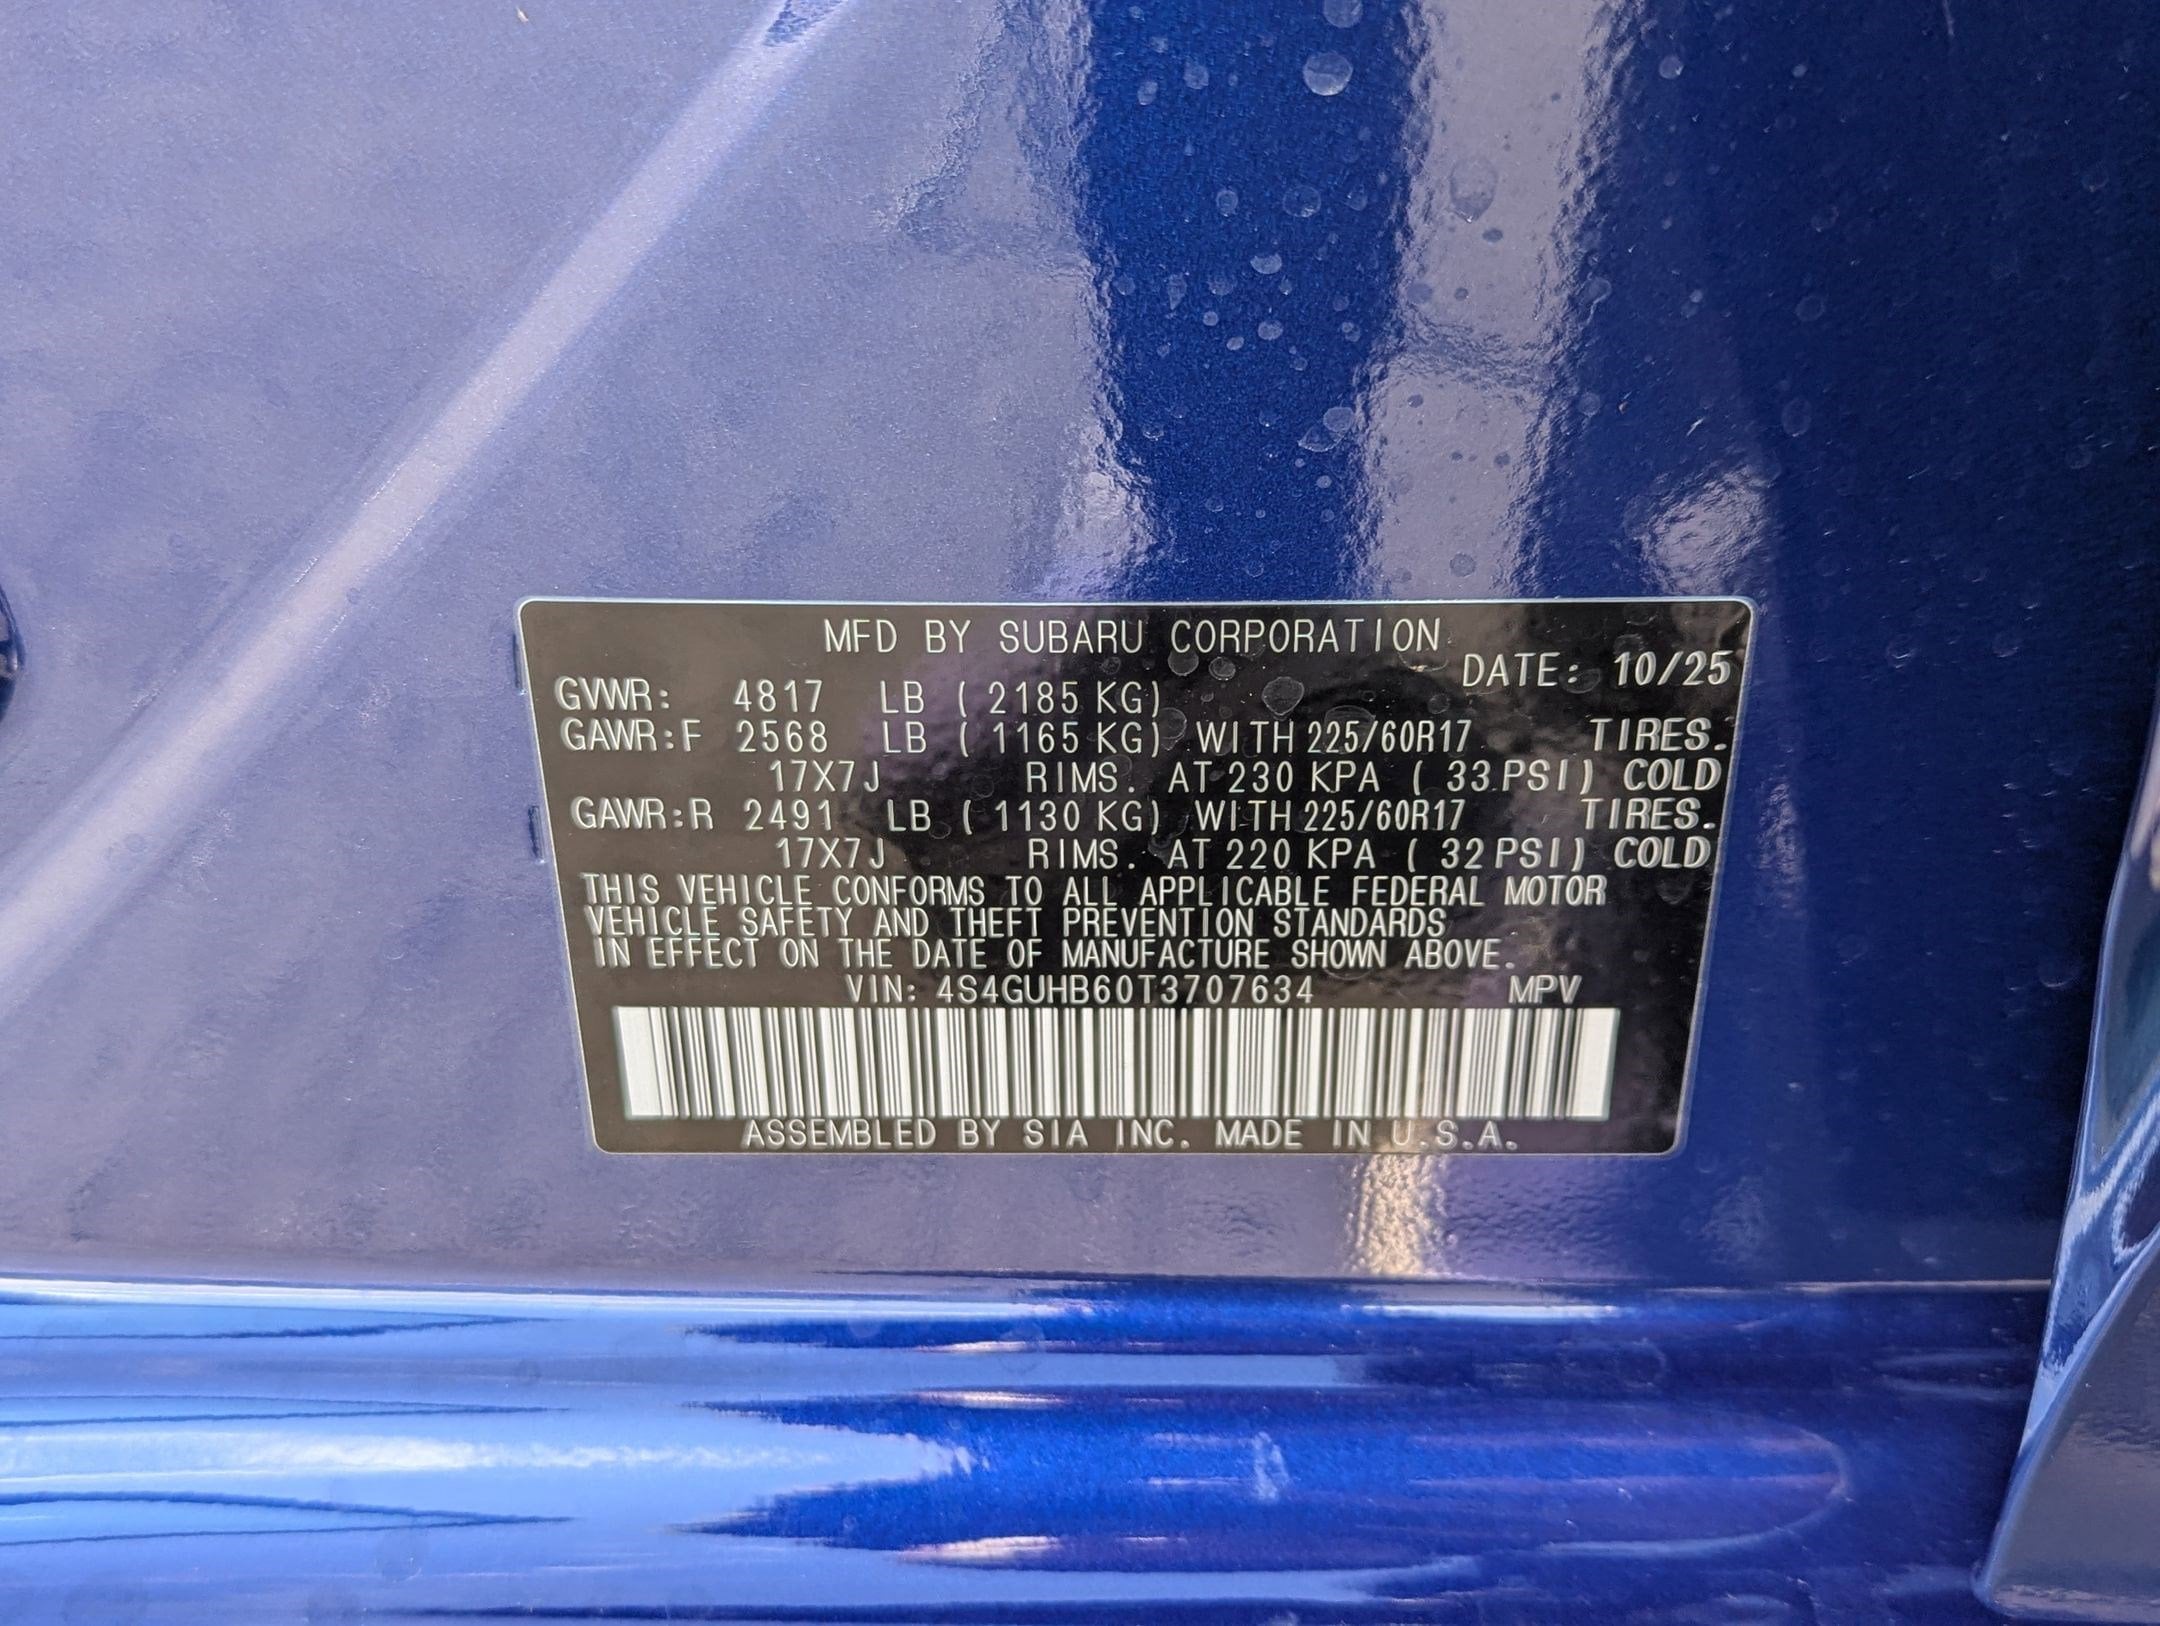 MFD BY SUBARU CORPORATION
DATE: 10/25
GVWR: 4817 LB ( 2185 KG)
GAWR:F 2568 LB ( 1165 KG) WITH 225/60R17 TIRES.
17X7J RIMS. AT 230 KPA ( 33 PSI) COLD
GAWR:R 2491 LB ( 1130 KG) WITH 225/60R17 TIRES.
17X7J RIMS. AT 220 KPA ( 32 PSI) COLD
THIS VEHICLE CONFORMS TO ALL APPLICABLE FEDERAL MOTOR
VEHICLE SAFETY AND THEFT PREVENTION STANDARDS
IN EFFECT ON THE DATE OF MANUFACTURE SHOWN ABOVE.
VIN: 4S4GUHB60T3707634 MPV
ASSEMBLED BY SIA INC. MADE IN U.S.A.